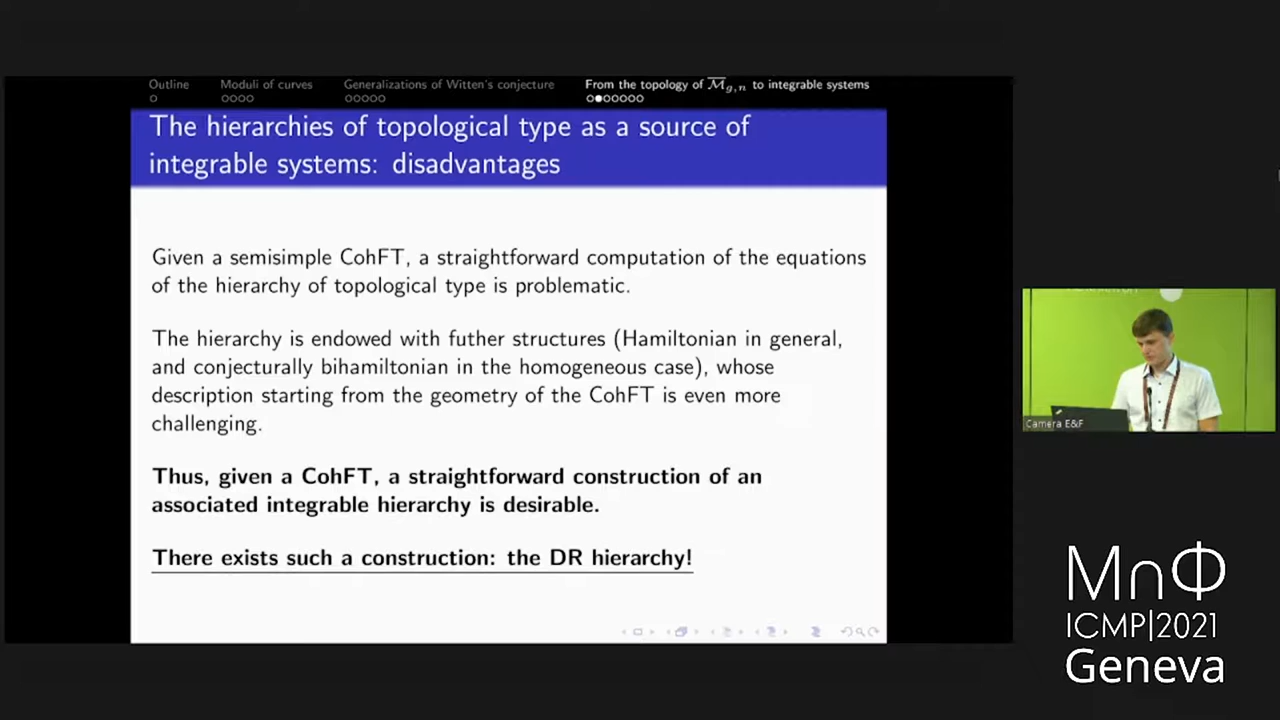 Outline Moduli of curves Generalizations of Witten's conjecture From the topology of M̅g,n to integrable systems
The hierarchies of topological type as a source of
integrable systems: disadvantages
Given a semisimple CohFT, a straightforward computation of the equations
of the hierarchy of topological type is problematic.
The hierarchy is endowed with futher structures (Hamiltonian in general,
and conjecturally bihamiltonian in the homogeneous case), whose
description starting from the geometry of the CohFT is even more
challenging.
Thus, given a CohFT, a straightforward construction of an
associated integrable hierarchy is desirable.
There exists such a construction: the DR hierarchy!
Camera E&F
MnΦ
ICMP|2021
Geneva